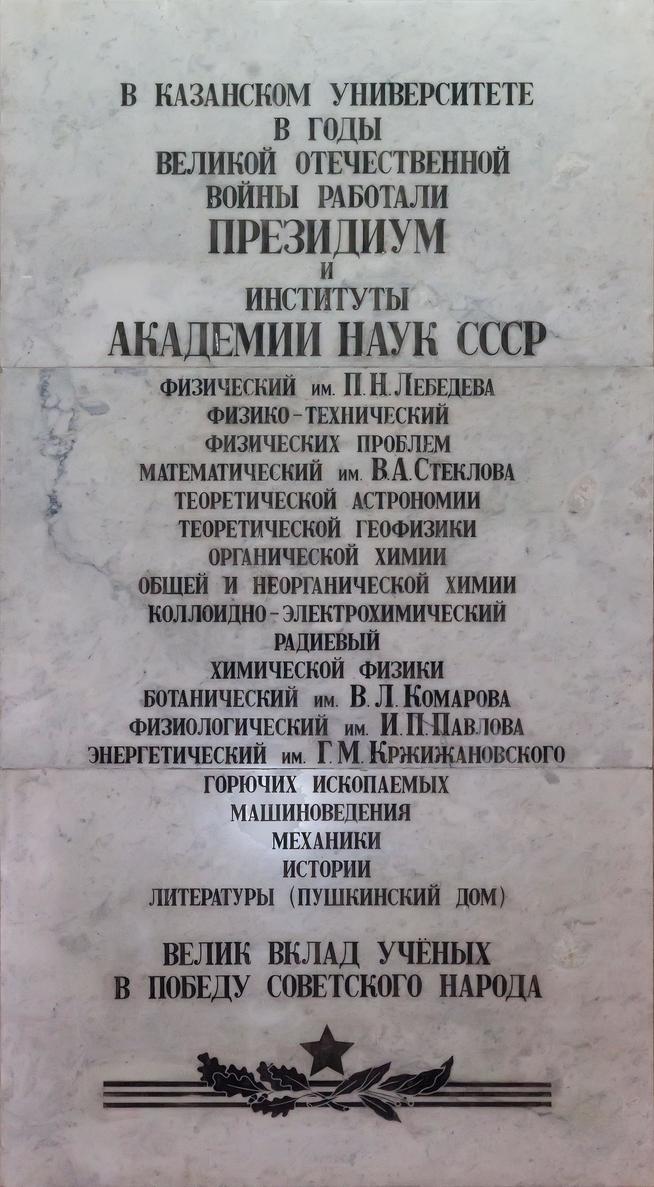 В КАЗАНСКОМ УНИВЕРСИТЕТЕ
В ГОДЫ
ВЕЛИКОЙ ОТЕЧЕСТВЕННОЙ
ВОЙНЫ РАБОТАЛИ
ПРЕЗИДИУМ
И
ИНСТИТУТЫ
АКАДЕМИИ НАУК СССР
ФИЗИЧЕСКИЙ ИМ. П.Н.ЛЕБЕДЕВА
ФИЗИКО-ТЕХНИЧЕСКИЙ
ФИЗИЧЕСКИХ ПРОБЛЕМ
МАТЕМАТИЧЕСКИЙ ИМ. В.А.СТЕКЛОВА
ТЕОРЕТИЧЕСКОЙ АСТРОНОМИИ
ТЕОРЕТИЧЕСКОЙ ГЕОФИЗИКИ
ОРГАНИЧЕСКОЙ ХИМИИ
ОБЩЕЙ И НЕОРГАНИЧЕСКОЙ ХИМИИ
КОЛЛОИДНО-ЭЛЕКТРОХИМИЧЕСКИЙ
РАДИЕВЫЙ
ХИМИЧЕСКОЙ ФИЗИКИ
БОТАНИЧЕСКИЙ ИМ. В.Л.КОМАРОВА
ФИЗИОЛОГИЧЕСКИЙ ИМ. И.П.ПАВЛОВА
ЭНЕРГЕТИЧЕСКИЙ ИМ. Г.М.КРЖИЖАНОВСКОГО
ГОРЮЧИХ ИСКОПАЕМЫХ
МАШИНОВЕДЕНИЯ
МЕХАНИКИ
ИСТОРИИ
ЛИТЕРАТУРЫ (ПУШКИНСКИЙ ДОМ)
ВЕЛИК ВКЛАД УЧЁНЫХ
В ПОБЕДУ СОВЕТСКОГО НАРОДА